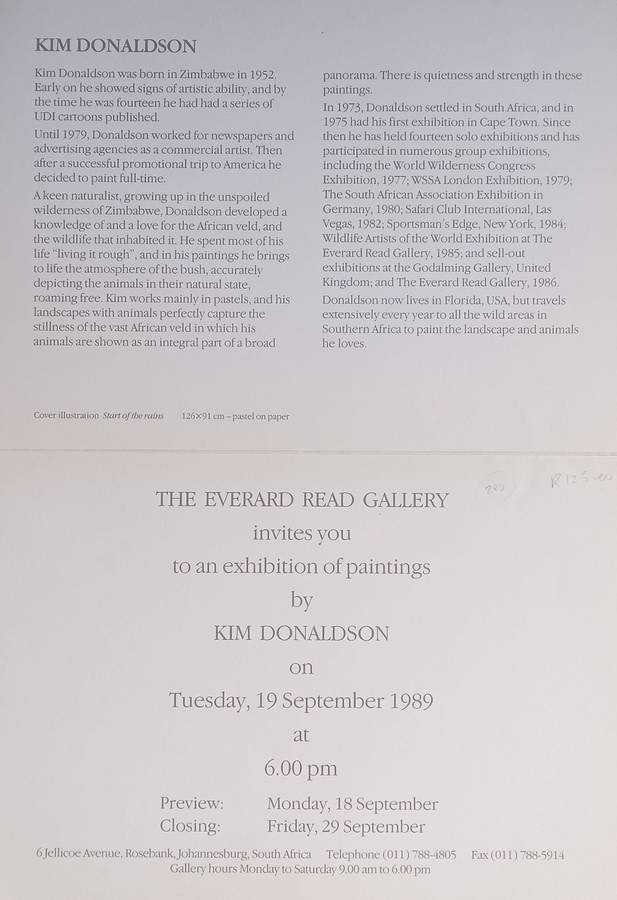 KIM DONALDSON
Kim Donaldson was born in Zimbabwe in 1952.
Early on he showed signs of artistic ability, and by
the time he was fourteen he had had a series of
UDI cartoons published.
Until 1979, Donaldson worked for newspapers and
advertising agencies as a commercial artist. Then
after a successful promotional trip to America he
decided to paint full-time.
A keen naturalist, growing up in the unspoiled
wilderness of Zimbabwe, Donaldson developed a
knowledge of and a love for the African veld, and
the wildlife that inhabited it. He spent most of his
life "living it rough", and in his paintings he brings
to life the atmosphere of the bush, accurately
depicting the animals in their natural state,
roaming free. Kim works mainly in pastels, and his
landscapes with animals perfectly capture the
stillness of the vast African veld in which his
animals are shown as an integral part of a broad
panorama. There is quietness and strength in these
paintings.
In 1973, Donaldson settled in South Africa, and in
1975 had his first exhibition in Cape Town. Since
then he has held fourteen solo exhibitions and has
participated in numerous group exhibitions,
including the World Wilderness Congress
Exhibition, 1977; WSSA London Exhibition, 1979;
The South African Association Exhibition in
Germany, 1980; Safari Club International, Las
Vegas, 1982; Sportsman's Edge, New York, 1984;
Wildlife Artists of the World Exhibition at The
Everard Read Gallery, 1985; and sell-out
exhibitions at the Godalming Gallery, United
Kingdom; and The Everard Read Gallery, 1986.
Donaldson now lives in Florida, USA, but travels
extensively every year to all the wild areas in
Southern Africa to paint the landscape and animals
he loves.
Cover illustration Start of the rains 126×91 cm – pastel on paper
THE EVERARD READ GALLERY
invites you
to an exhibition of paintings
by
KIM DONALDSON
on
Tuesday, 19 September 1989
at
6.00 pm
Preview: Monday, 18 September
Closing: Friday, 29 September
6 Jellicoe Avenue, Rosebank, Johannesburg, South Africa Telephone (011) 788-4805 Fax (011) 788-5914
Gallery hours Monday to Saturday 9.00 am to 6.00 pm